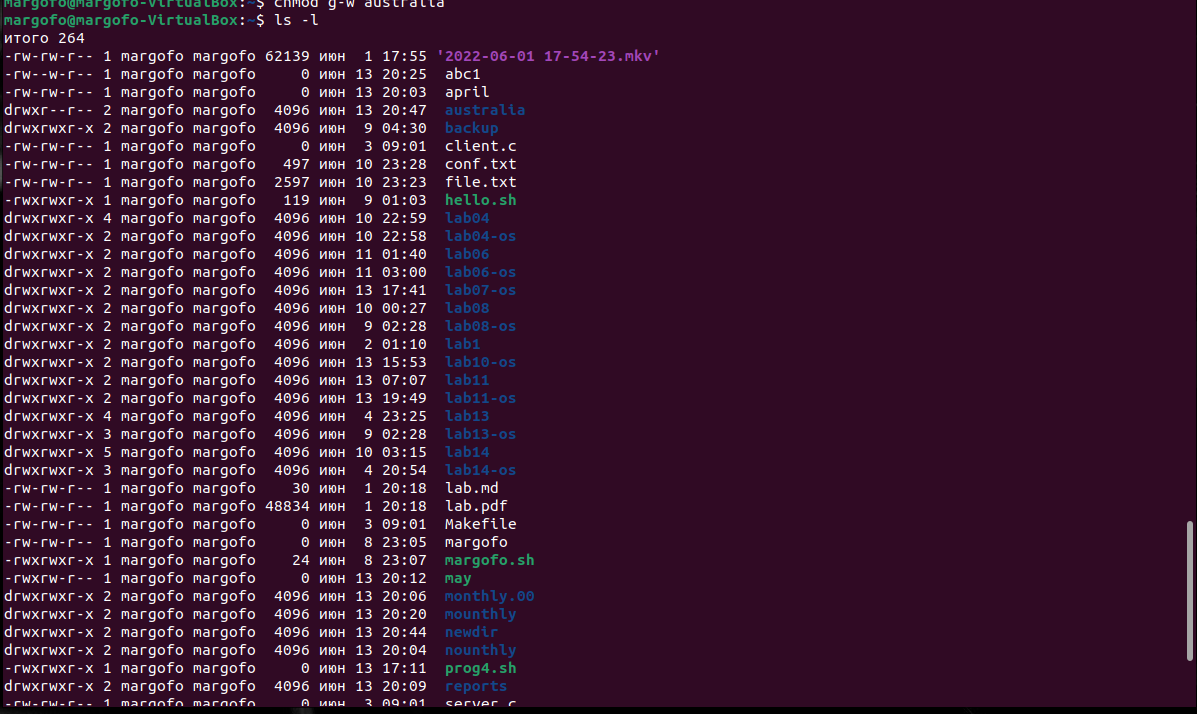 margofo@margofo-VirtualBox:~$ chmod g-w australia
margofo@margofo-VirtualBox:~$ ls -l
итого 264
-rw-rw-r-- 1 margofo margofo 62139 июн  1 17:55 '2022-06-01 17-54-23.mkv'
-rw--w-r-- 1 margofo margofo     0 июн 13 20:25  abc1
-rw-rw-r-- 1 margofo margofo     0 июн 13 20:03  april
drwxr--r-- 2 margofo margofo  4096 июн 13 20:47  australia
drwxrwxr-x 2 margofo margofo  4096 июн  9 04:30  backup
-rw-rw-r-- 1 margofo margofo     0 июн  3 09:01  client.c
-rw-rw-r-- 1 margofo margofo   497 июн 10 23:28  conf.txt
-rw-rw-r-- 1 margofo margofo  2597 июн 10 23:23  file.txt
-rwxrwxr-x 1 margofo margofo   119 июн  9 01:03  hello.sh
drwxrwxr-x 4 margofo margofo  4096 июн 10 22:59  lab04
drwxrwxr-x 2 margofo margofo  4096 июн 10 22:58  lab04-os
drwxrwxr-x 2 margofo margofo  4096 июн 11 01:40  lab06
drwxrwxr-x 2 margofo margofo  4096 июн 11 03:00  lab06-os
drwxrwxr-x 2 margofo margofo  4096 июн 13 17:41  lab07-os
drwxrwxr-x 2 margofo margofo  4096 июн 10 00:27  lab08
drwxrwxr-x 2 margofo margofo  4096 июн  9 02:28  lab08-os
drwxrwxr-x 2 margofo margofo  4096 июн  2 01:10  lab1
drwxrwxr-x 2 margofo margofo  4096 июн 13 15:53  lab10-os
drwxrwxr-x 2 margofo margofo  4096 июн 13 07:07  lab11
drwxrwxr-x 2 margofo margofo  4096 июн 13 19:49  lab11-os
drwxrwxr-x 4 margofo margofo  4096 июн  4 23:25  lab13
drwxrwxr-x 3 margofo margofo  4096 июн  9 02:28  lab13-os
drwxrwxr-x 5 margofo margofo  4096 июн 10 03:15  lab14
drwxrwxr-x 3 margofo margofo  4096 июн  4 20:54  lab14-os
-rw-rw-r-- 1 margofo margofo    30 июн  1 20:18  lab.md
-rw-rw-r-- 1 margofo margofo 48834 июн  1 20:18  lab.pdf
-rw-rw-r-- 1 margofo margofo     0 июн  3 09:01  Makefile
-rw-rw-r-- 1 margofo margofo     0 июн  8 23:05  margofo
-rwxrwxr-x 1 margofo margofo    24 июн  8 23:07  margofo.sh
-rwxrw-r-- 1 margofo margofo     0 июн 13 20:12  may
drwxrwxr-x 2 margofo margofo  4096 июн 13 20:06  monthly.00
drwxrwxr-x 2 margofo margofo  4096 июн 13 20:20  mounthly
drwxrwxr-x 2 margofo margofo  4096 июн 13 20:44  newdir
drwxrwxr-x 2 margofo margofo  4096 июн 13 20:04  nounthly
-rwxrwxr-x 1 margofo margofo     0 июн 13 17:11  prog4.sh
drwxrwxr-x 2 margofo margofo  4096 июн 13 20:09  reports
-rw-rw-r-- 1 margofo margofo     0 июн  3 09:01  server.c